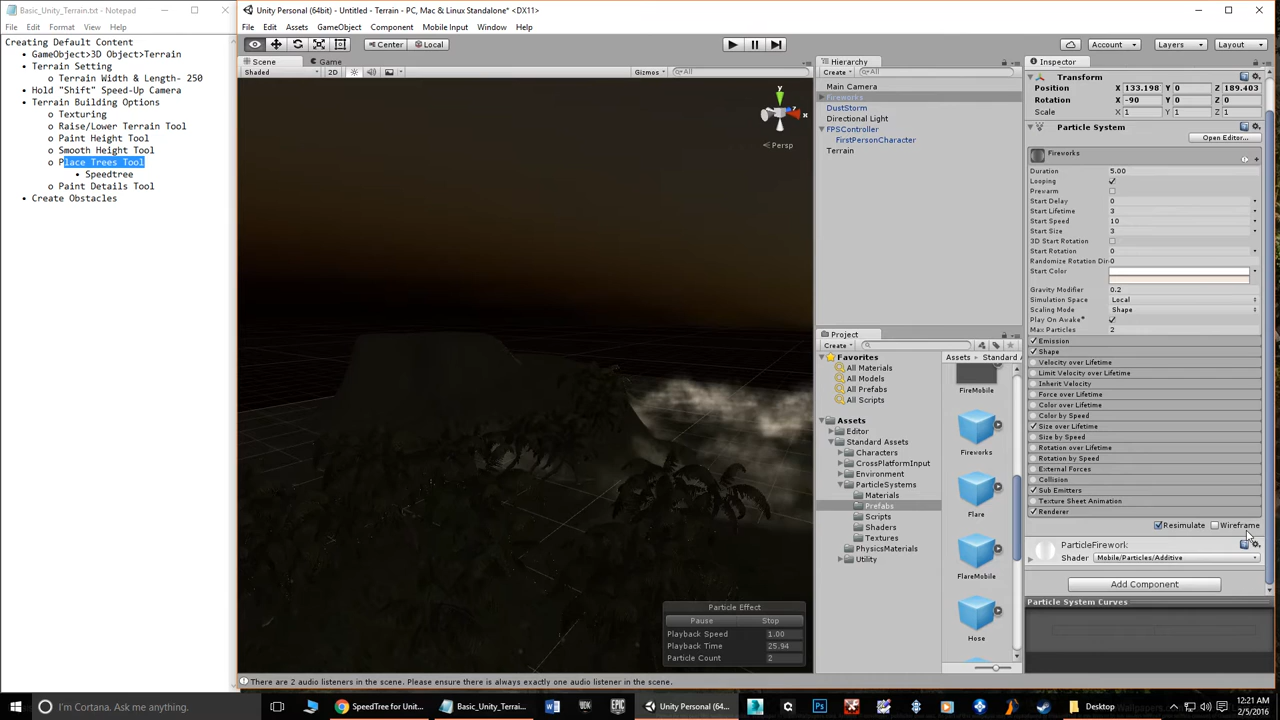 Basic_Unity_Terrain.txt - Notepad
File Edit Format View Help
Creating Default Content
• GameObject>3D Object>Terrain
• Terrain Setting
o Terrain Width & Length- 250
• Hold "Shift" Speed-Up Camera
• Terrain Building Options
o Texturing
o Raise/Lower Terrain Tool
o Paint Height Tool
o Smooth Height Tool
o Place Trees Tool
• Speedtree
o Paint Details Tool
• Create Obstacles
Unity Personal (64bit) - Untitled - Terrain - PC, Mac & Linux Standalone* <DX11>
File Edit Assets GameObject Component Mobile Input Window Help
Center Local
Account Layers Layout
Scene Game
Shaded 2D Gizmos All
y
x
Persp
Particle Effect
Pause Stop
Playback Speed 1.00
Playback Time 25.94
Particle Count 2
Hierarchy
Create All
Main Camera
Fireworks
DustStorm
Directional Light
FPSController
FirstPersonCharacter
Terrain
Project
Create
Favorites
All Materials
All Models
All Prefabs
All Scripts
Assets
Editor
Standard Assets
Characters
CrossPlatformInput
Environment
ParticleSystems
Materials
Prefabs
Scripts
Shaders
Textures
PhysicsMaterials
Utility
Assets Standard A
FireMobile
Fireworks
Flare
FlareMobile
Hose
Inspector
Transform
Position X 133.198 Y 0 Z 189.403
Rotation X -90 Y 0 Z 0
Scale X 1 Y 1 Z 1
Particle System
Open Editor...
Fireworks
Duration 5.00
Looping
Prewarm
Start Delay 0
Start Lifetime 3
Start Speed 10
Start Size 3
3D Start Rotation
Start Rotation 0
Randomize Rotation Dir 0
Start Color
Gravity Modifier 0.2
Simulation Space Local
Scaling Mode Shape
Play On Awake*
Max Particles 2
Emission
Shape
Velocity over Lifetime
Limit Velocity over Lifetime
Inherit Velocity
Force over Lifetime
Color over Lifetime
Color by Speed
Size over Lifetime
Size by Speed
Rotation over Lifetime
Rotation by Speed
External Forces
Collision
Sub Emitters
Texture Sheet Animation
Renderer
Resimulate Wireframe
ParticleFirework
Shader Mobile/Particles/Additive
Add Component
Particle System Curves
There are 2 audio listeners in the scene. Please ensure there is always exactly one audio listener in the scene.
I'm Cortana. Ask me anything.
SpeedTree for Unit...
Basic_Unity_Terrai...
Unity Personal (64...
Desktop
12:21 AM
2/5/2016